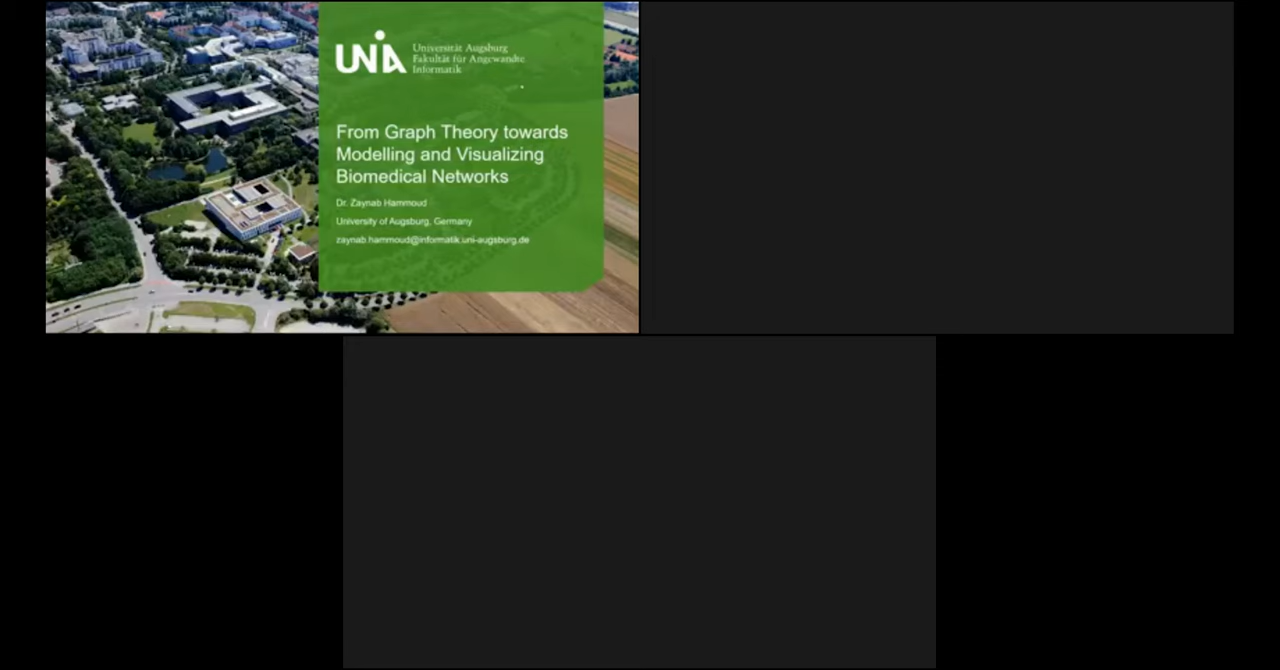 UNIA
Universität Augsburg
Fakultät für Angewandte
Informatik
From Graph Theory towards
Modelling and Visualizing
Biomedical Networks
Dr. Zaynab Hammoud
University of Augsburg, Germany
zaynab.hammoud@informatik.uni-augsburg.de